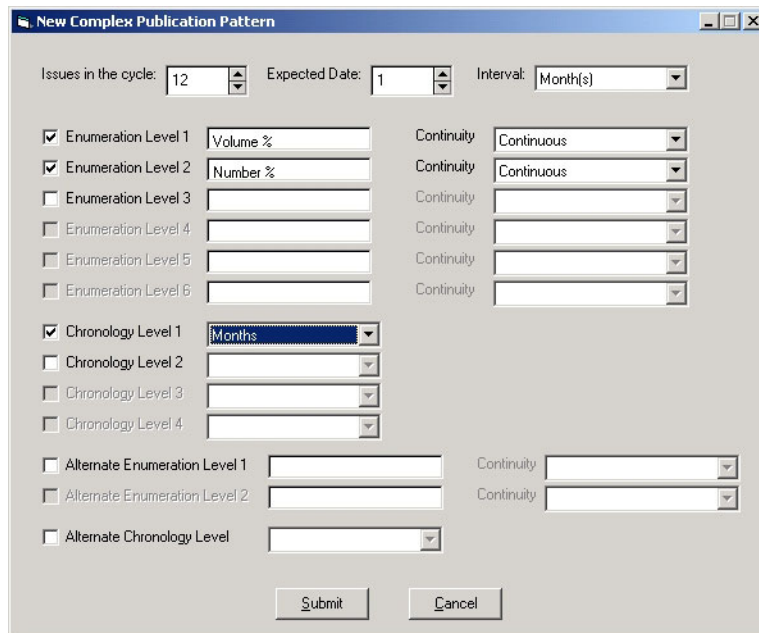 New Complex Publication Pattern
Issues in the cycle: 12 Expected Date: 1 Interval: Month(s)
Enumeration Level 1 Volume % Continuity Continuous
Enumeration Level 2 Number % Continuity Continuous
Enumeration Level 3 Continuity
Enumeration Level 4 Continuity
Enumeration Level 5 Continuity
Enumeration Level 6 Continuity
Chronology Level 1 Months
Chronology Level 2
Chronology Level 3
Chronology Level 4
Alternate Enumeration Level 1 Continuity
Alternate Enumeration Level 2 Continuity
Alternate Chronology Level
Submit Cancel